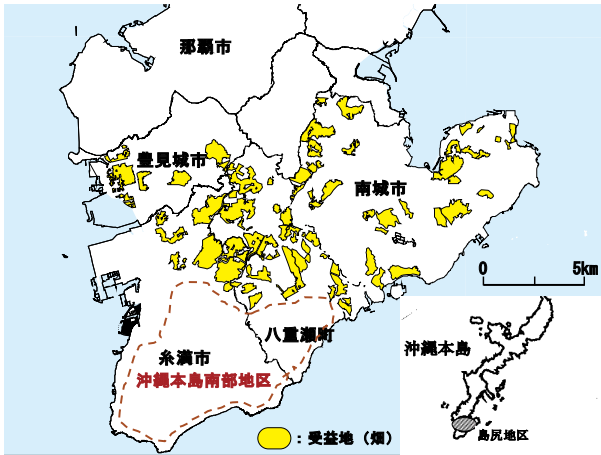 那覇市
豊見城市
南城市
0 5km
八重瀬町
糸満市
沖縄本島南部地区
沖縄本島
島尻地区
：受益地（畑）